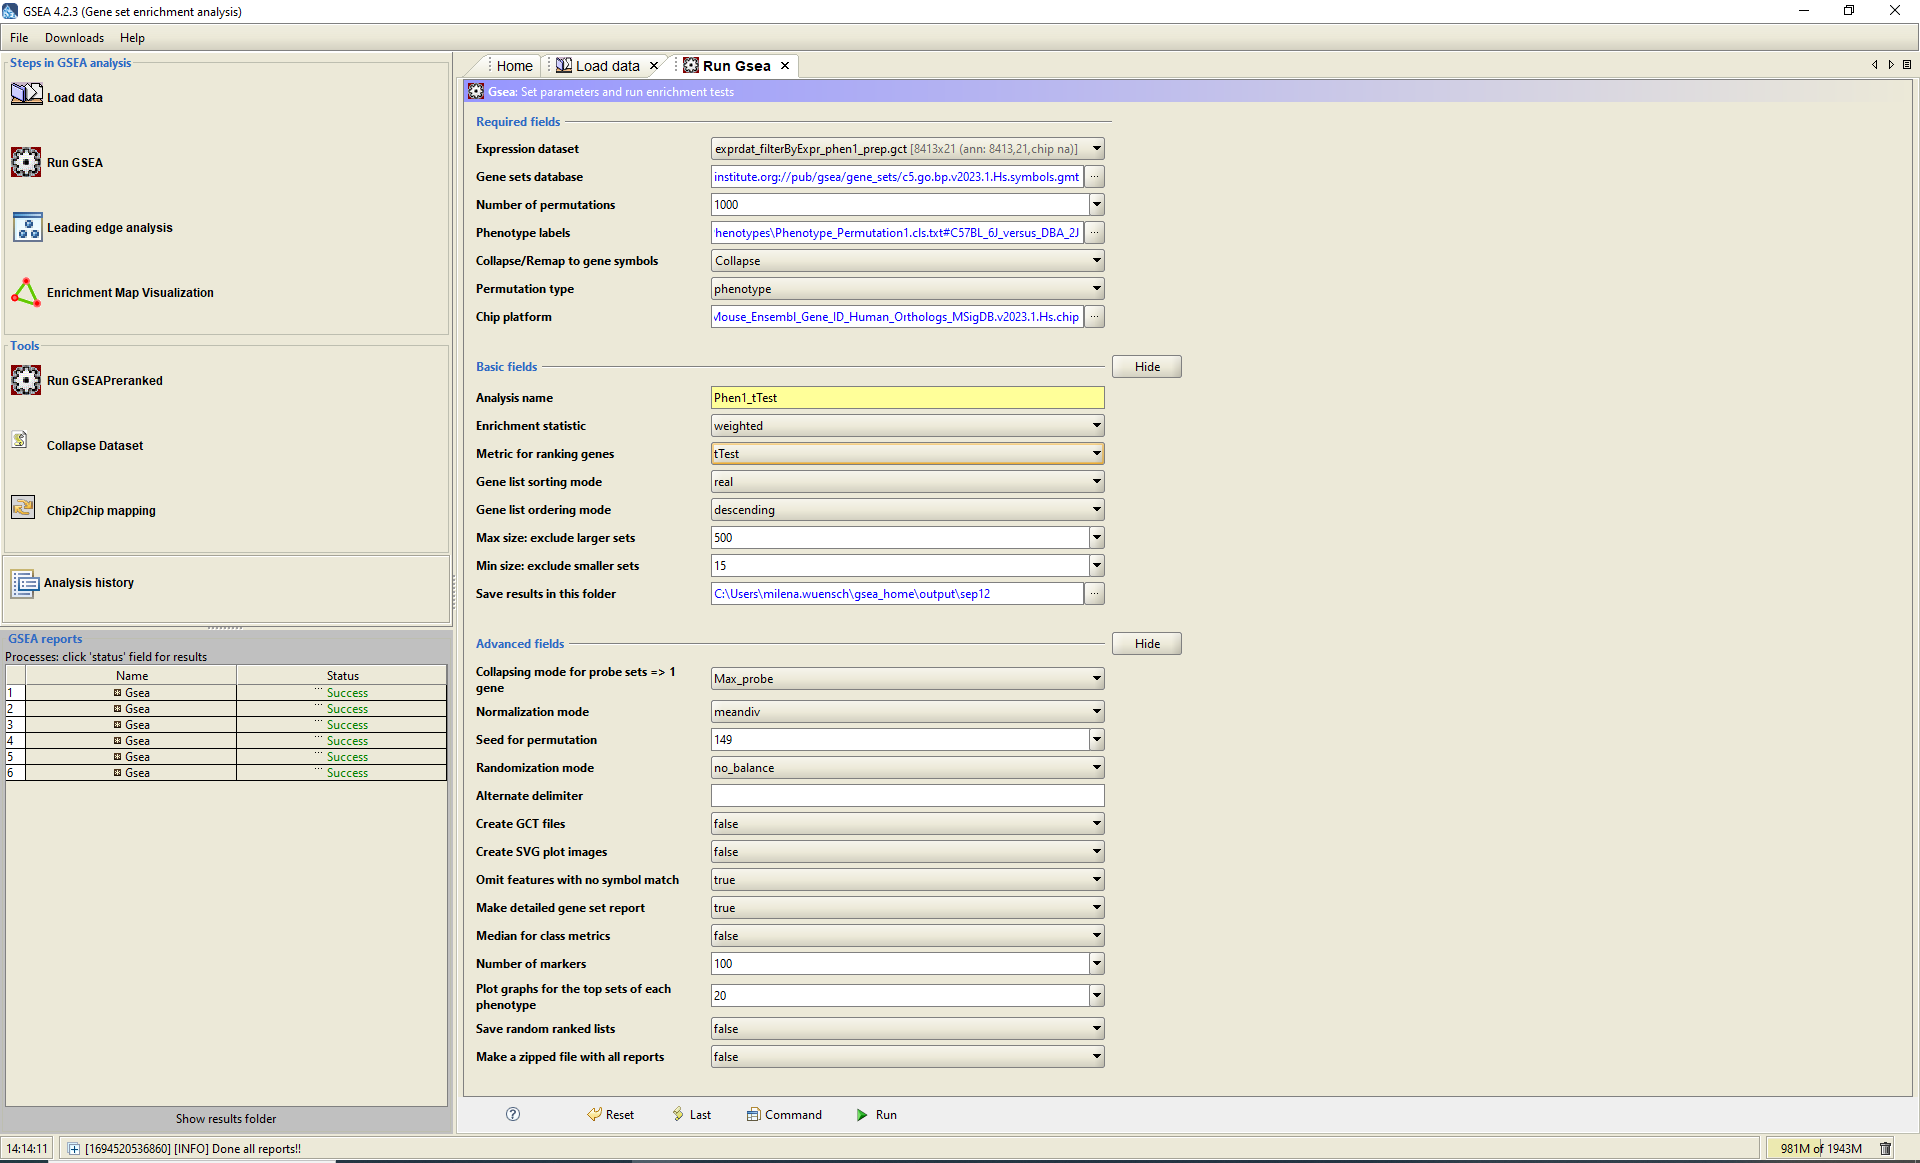 GSEA 4.2.3 (Gene set enrichment analysis)
File Downloads Help
Steps in GSEA analysis
Load data
Run GSEA
Leading edge analysis
Enrichment Map Visualization
Tools
Run GSEAPreranked
Collapse Dataset
Chip2Chip mapping
Analysis history
GSEA reports
Processes: click 'status' field for results
Name Status
1 Gsea ... Success
2 Gsea ... Success
3 Gsea ... Success
4 Gsea ... Success
5 Gsea ... Success
6 Gsea ... Success
Show results folder
Home Load data Run Gsea
Gsea: Set parameters and run enrichment tests
Required fields
Expression dataset exprdat_filterByExpr_phen1_prep.gct [8413x21 (ann: 8413,21,chip na)]
Gene sets database institute.org://pub/gsea/gene_sets/c5.go.bp.v2023.1.Hs.symbols.gmt ...
Number of permutations 1000
Phenotype labels henotypes\Phenotype_Permutation1.cls.txt#C57BL_6J_versus_DBA_2J ...
Collapse/Remap to gene symbols Collapse
Permutation type phenotype
Chip platform Mouse_Ensembl_Gene_ID_Human_Orthologs_MSigDB.v2023.1.Hs.chip ...
Basic fields Hide
Analysis name Phen1_tTest
Enrichment statistic weighted
Metric for ranking genes tTest
Gene list sorting mode real
Gene list ordering mode descending
Max size: exclude larger sets 500
Min size: exclude smaller sets 15
Save results in this folder C:\Users\milena.wuensch\gsea_home\output\sep12 ...
Advanced fields Hide
Collapsing mode for probe sets => 1
gene Max_probe
Normalization mode meandiv
Seed for permutation 149
Randomization mode no_balance
Alternate delimiter
Create GCT files false
Create SVG plot images false
Omit features with no symbol match true
Make detailed gene set report true
Median for class metrics false
Number of markers 100
Plot graphs for the top sets of each
phenotype 20
Save random ranked lists false
Make a zipped file with all reports false
? Reset Last Command Run
14:14:11 [1694520536860] [INFO] Done all reports!! 981M of 1943M